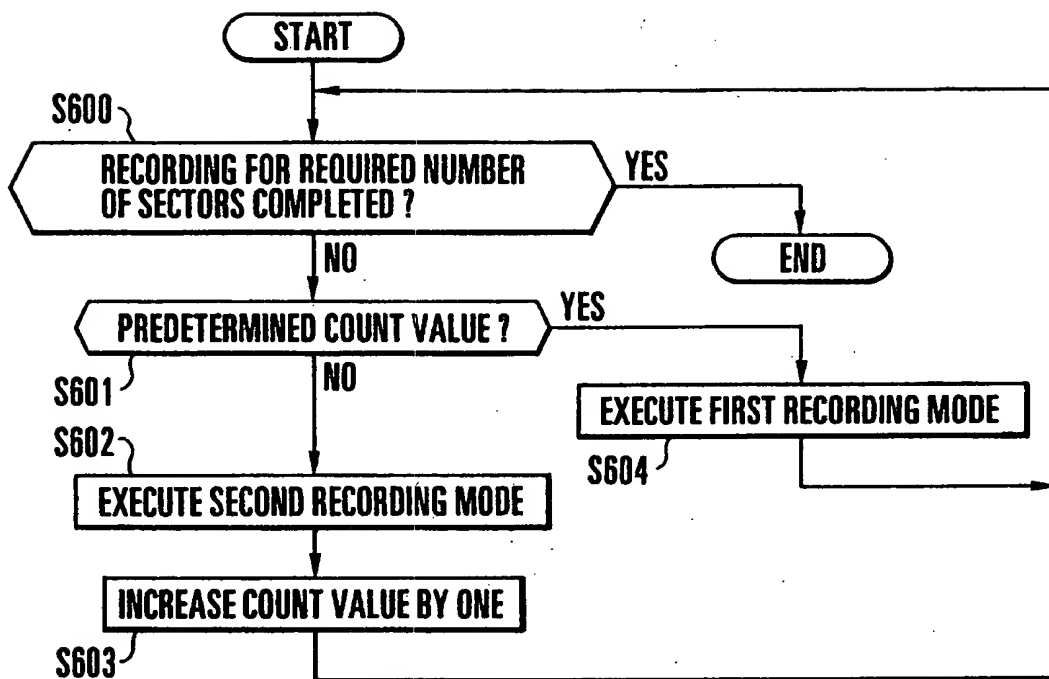 START
S600
RECORDING FOR REQUIRED NUMBER
OF SECTORS COMPLETED ?
YES
END
NO
PREDETERMINED COUNT VALUE ?
YES
S601
NO
EXECUTE FIRST RECORDING MODE
S604
S602
EXECUTE SECOND RECORDING MODE
INCREASE COUNT VALUE BY ONE
S603